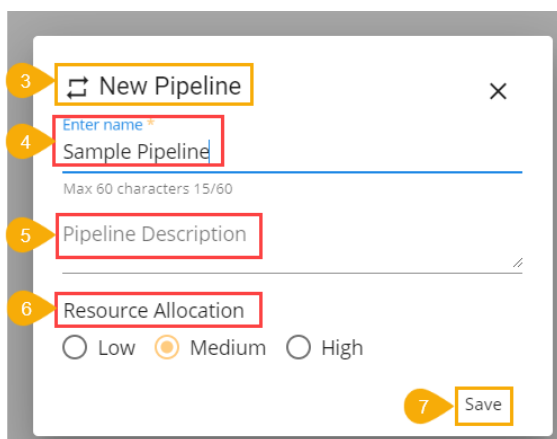 3 New Pipeline
4 Enter name *
Sample Pipeline
Max 60 characters 15/60
5 Pipeline Description
6 Resource Allocation
Low Medium High
7 Save